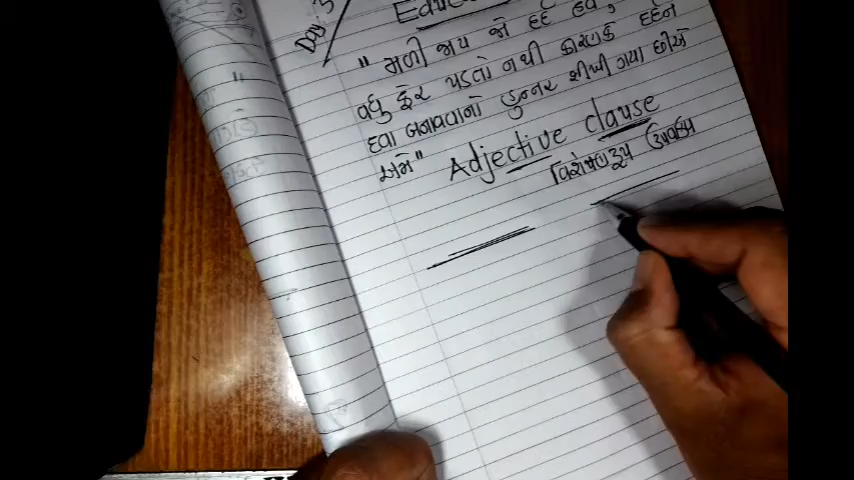 Day : 3
" મળી જાય જો દર્દ હવે,
વધુ ફેર પડતો નથી કારણકે દર્દને
દવા બનાવવાનો હુન્નર શીખી ગયા છીએ
અમે"
Adjective clause
વિશેષણરૂપ ઉપવાક્ય